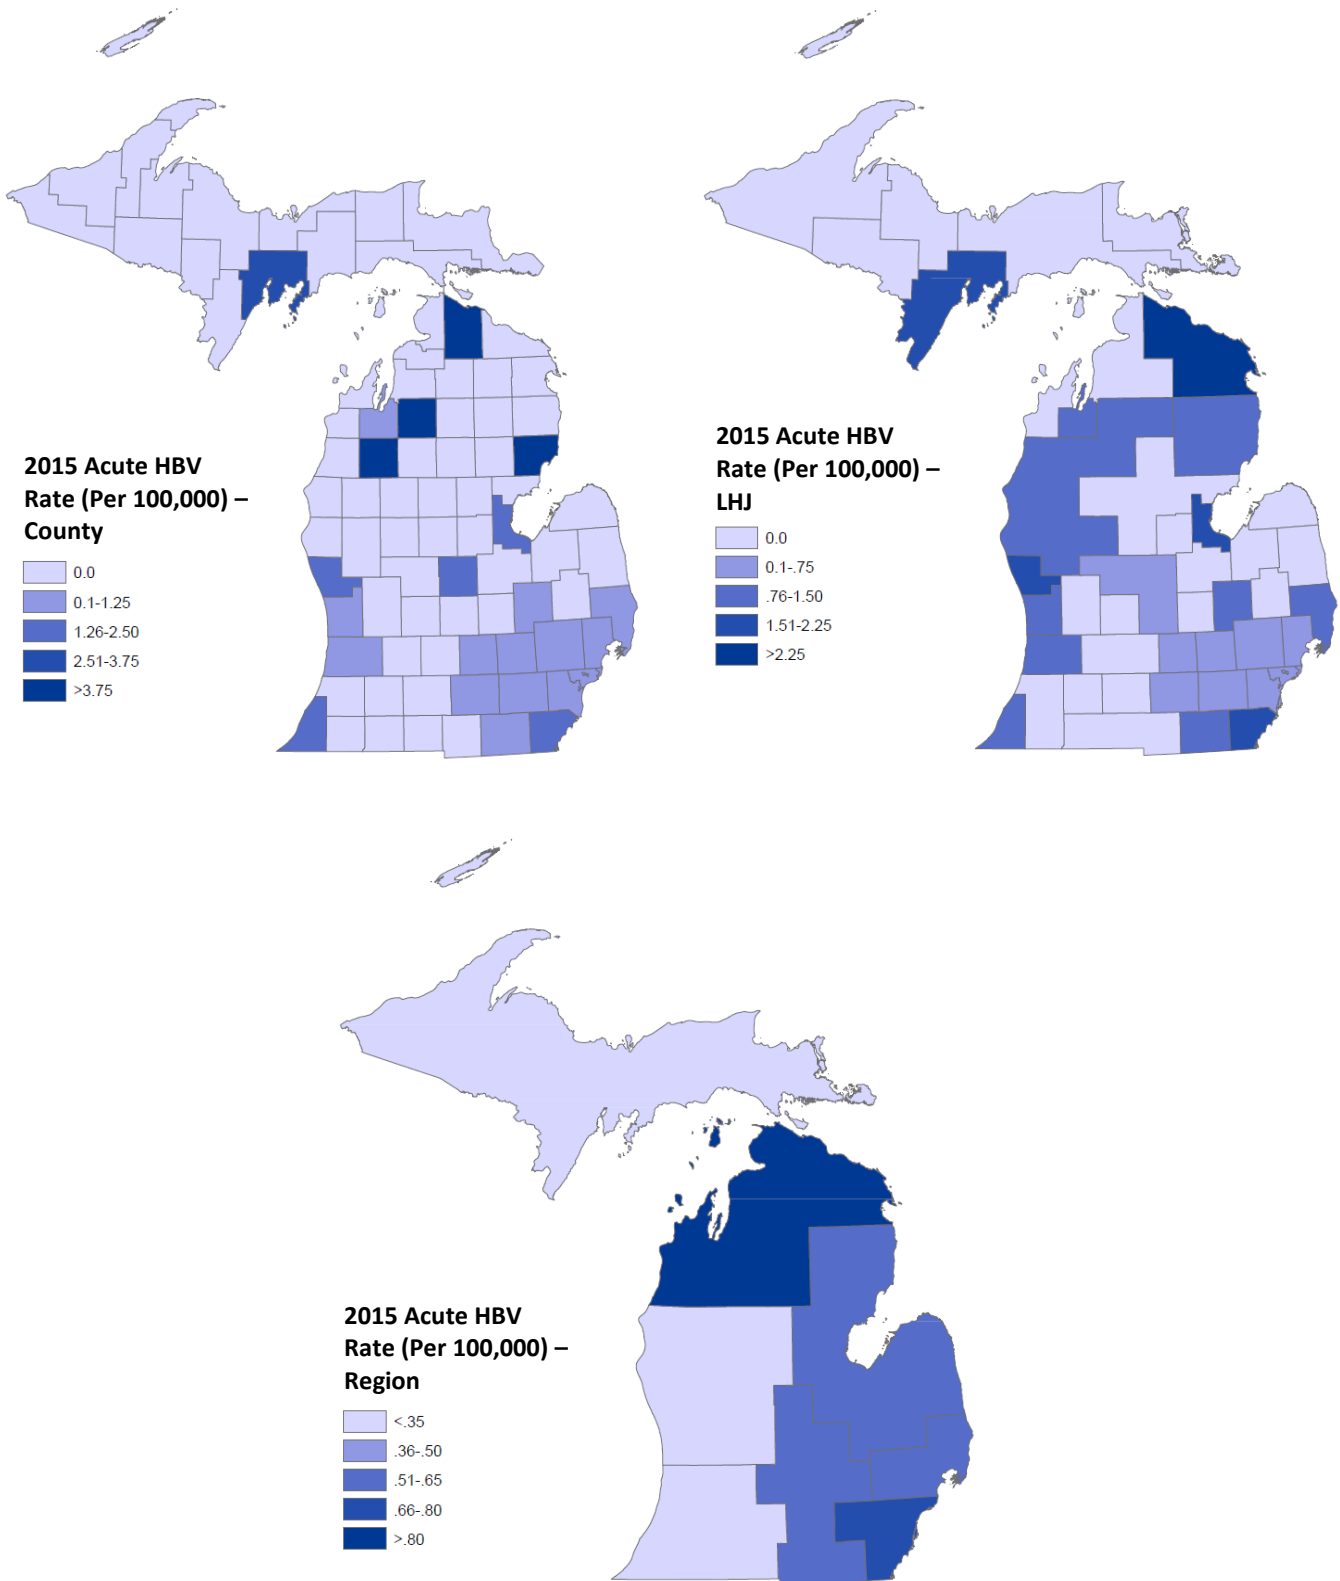 2015 Acute HBV
Rate (Per 100,000) –
County
0.0
0.1-1.25
1.26-2.50
2.51-3.75
>3.75
2015 Acute HBV
Rate (Per 100,000) –
LHJ
0.0
0.1-.75
.76-1.50
1.51-2.25
>2.25
2015 Acute HBV
Rate (Per 100,000) –
Region
<.35
.36-.50
.51-.65
.66-.80
>.80